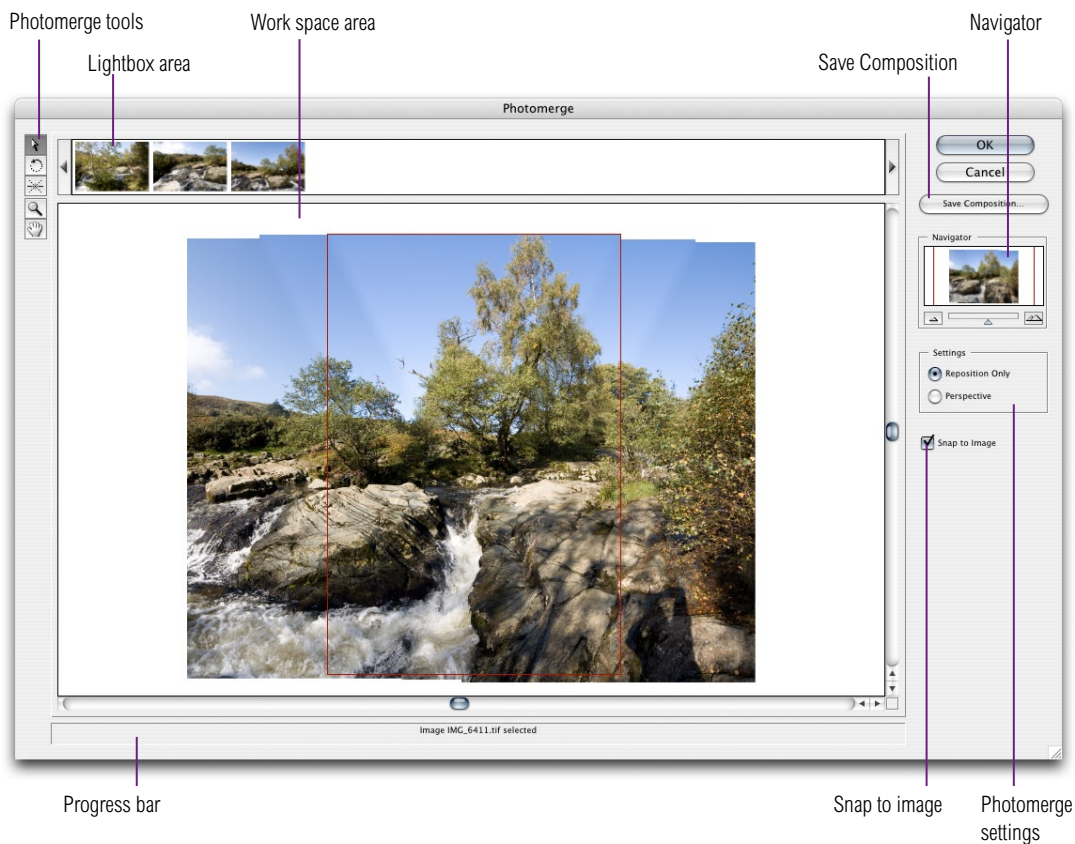 Photomerge tools
Work space area
Navigator
Lightbox area
Save Composition
Photomerge
OK
Cancel
Save Composition...
Navigator
Settings
Reposition Only
Perspective
Snap to Image
Image IMG_6411.tif selected
Progress bar
Snap to image
Photomerge
settings